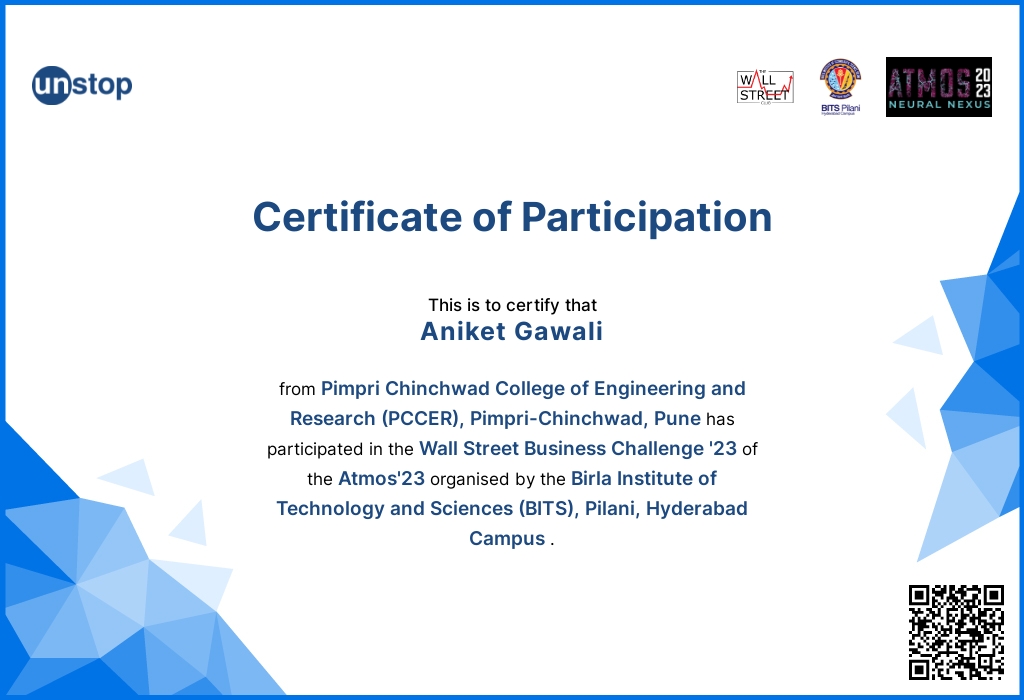 unstop
THE
WALL
STREET
CLUB
BITS Pilani
Hyderabad Campus
ATMOS 2023
NEURAL NEXUS
Certificate of Participation
This is to certify that
Aniket Gawali
from Pimpri Chinchwad College of Engineering and
Research (PCCER), Pimpri-Chinchwad, Pune has
participated in the Wall Street Business Challenge '23 of
the Atmos'23 organised by the Birla Institute of
Technology and Sciences (BITS), Pilani, Hyderabad
Campus .